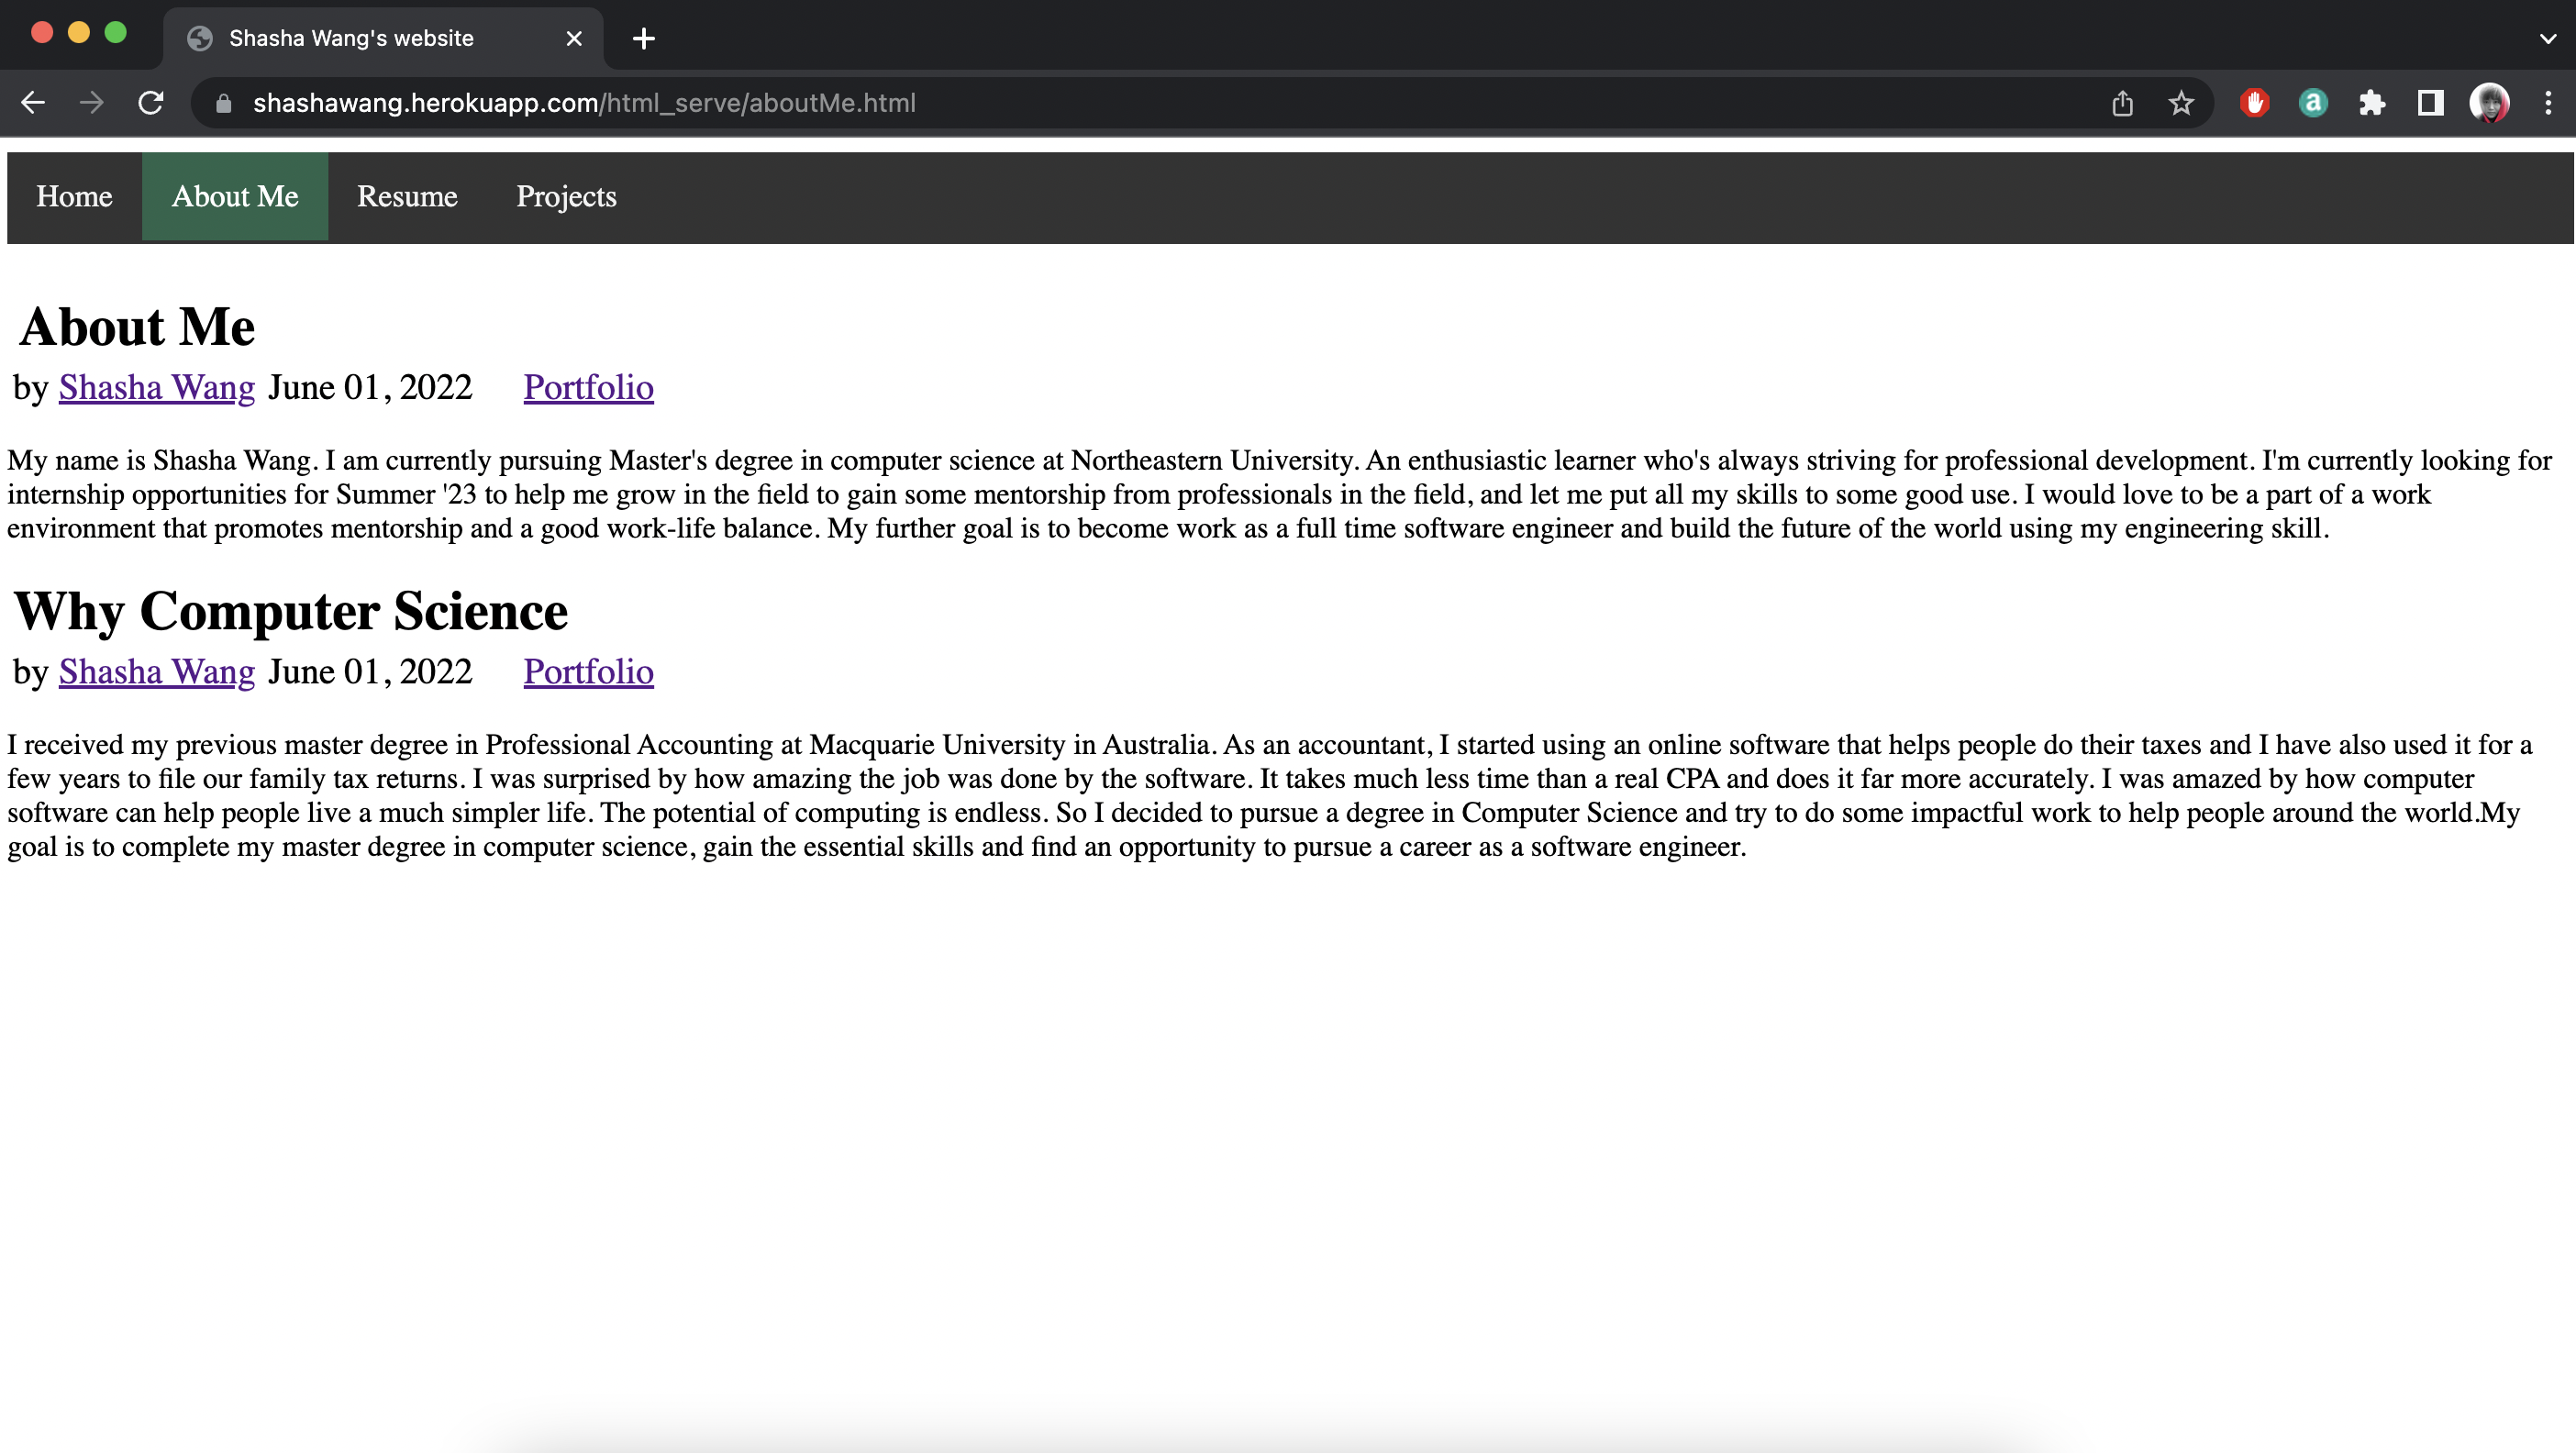 Shasha Wang's website
shashawang.herokuapp.com/html_serve/aboutMe.html
Home About Me Resume Projects
About Me
by Shasha Wang June 01, 2022 Portfolio
My name is Shasha Wang. I am currently pursuing Master's degree in computer science at Northeastern University. An enthusiastic learner who's always striving for professional development. I'm currently looking for
internship opportunities for Summer '23 to help me grow in the field to gain some mentorship from professionals in the field, and let me put all my skills to some good use. I would love to be a part of a work
environment that promotes mentorship and a good work-life balance. My further goal is to become work as a full time software engineer and build the future of the world using my engineering skill.
Why Computer Science
by Shasha Wang June 01, 2022 Portfolio
I received my previous master degree in Professional Accounting at Macquarie University in Australia. As an accountant, I started using an online software that helps people do their taxes and I have also used it for a
few years to file our family tax returns. I was surprised by how amazing the job was done by the software. It takes much less time than a real CPA and does it far more accurately. I was amazed by how computer
software can help people live a much simpler life. The potential of computing is endless. So I decided to pursue a degree in Computer Science and try to do some impactful work to help people around the world.My
goal is to complete my master degree in computer science, gain the essential skills and find an opportunity to pursue a career as a software engineer.